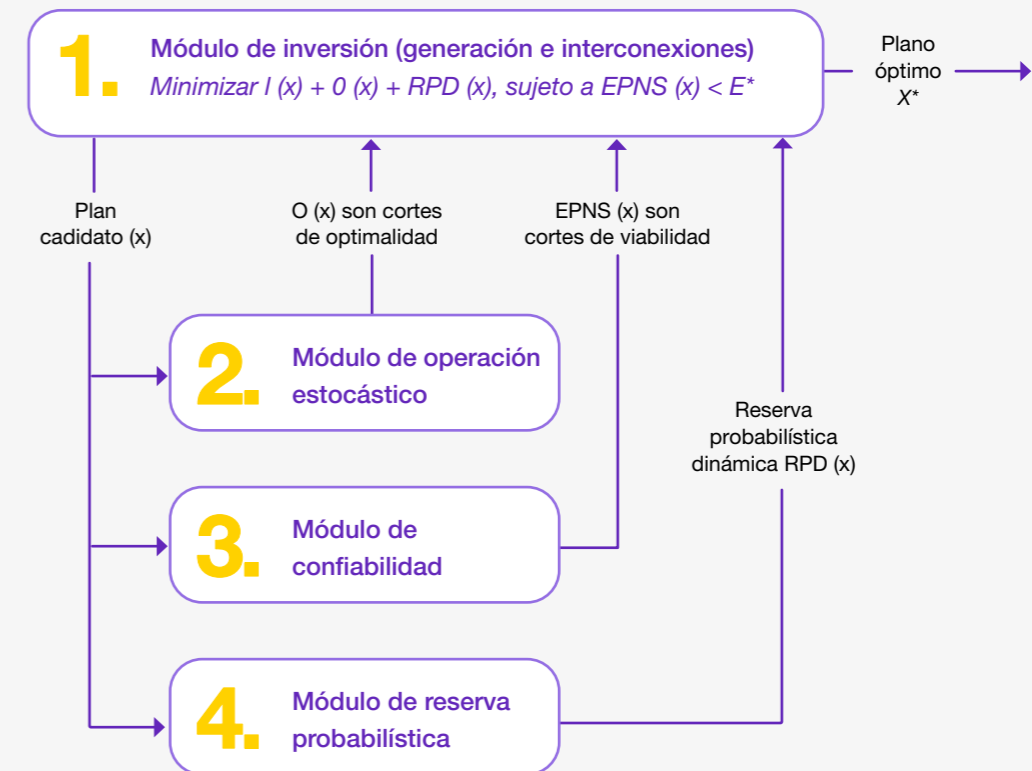 1.
Módulo de inversión (generación e interconexiones)
Minimizar I (x) + 0 (x) + RPD (x), sujeto a EPNS (x) < E*
Plano
óptimo
X*
Plan
cadidato (x)
O (x) son cortes
de optimalidad
EPNS (x) son
cortes de viabilidad
2.
Módulo de operación
estocástico
Reserva
probabilística
dinámica RPD (x)
3.
Módulo de
confiabilidad
4.
Módulo de reserva
probabilística